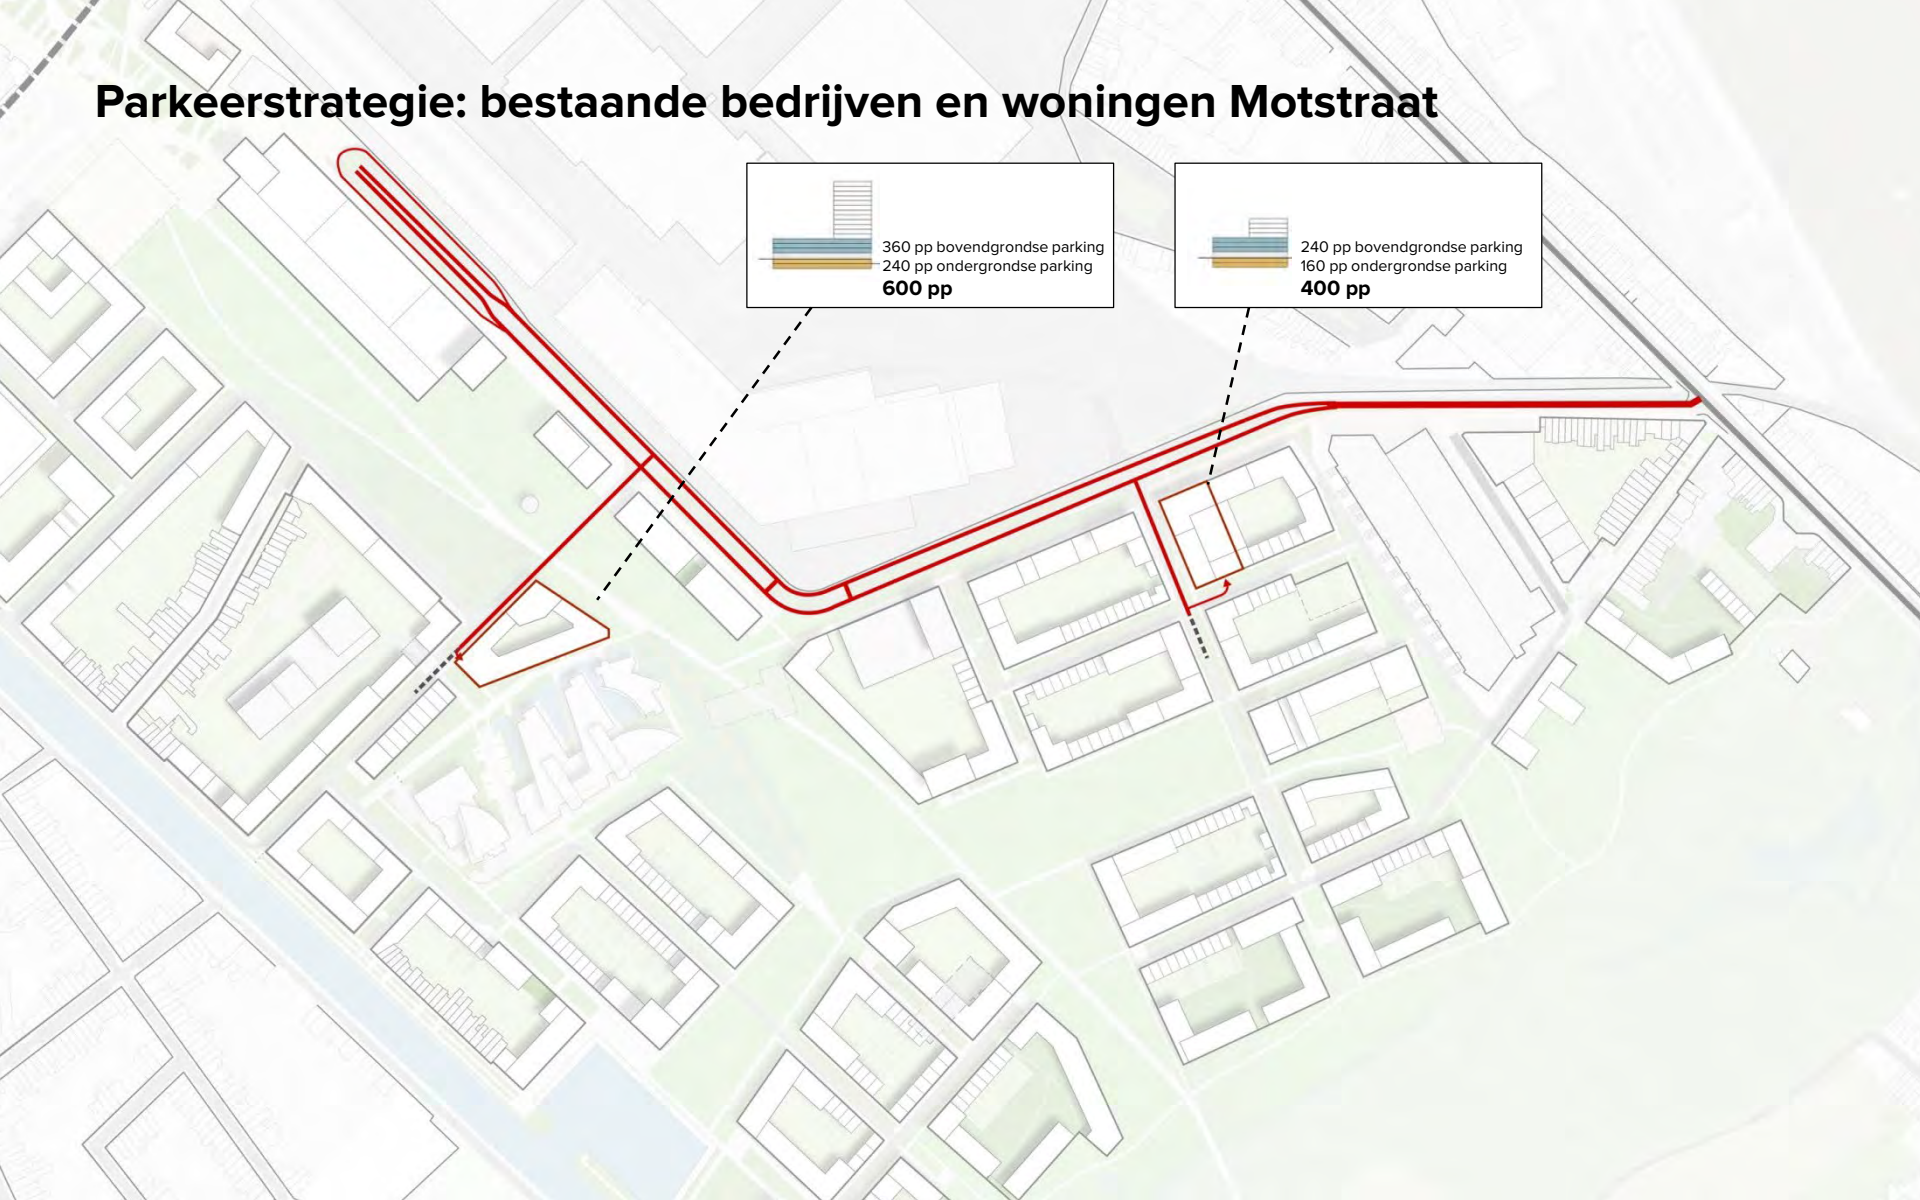 Parkeerstrategie: bestaande bedrijven en woningen Motstraat
360 pp bovendgrondse parking
240 pp ondergrondse parking
600 pp
240 pp bovendgrondse parking
160 pp ondergrondse parking
400 pp